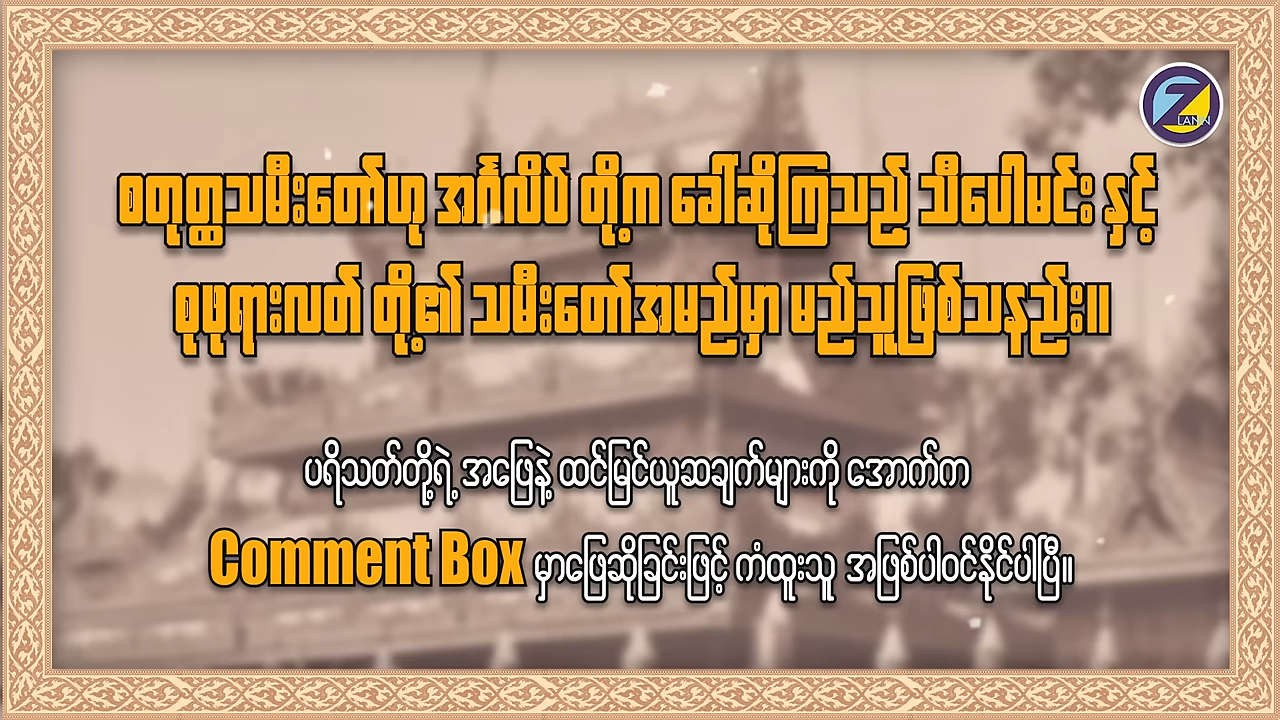 Z
LANN
စတုတ္ထသမီးတော်ဟု အင်္ဂလိပ် တို့က ခေါ်ဆိုကြသည့် သီပေါမင်း နှင့်
စုဖုရားလတ် တို့၏ သမီးတော်အမည်မှာ မည်သူဖြစ်သနည်း။
ပရိသတ်တို့ရဲ့ အဖြေနဲ့ ထင်မြင်ယူဆချက်များကို အောက်က
Comment Box မှာဖြေဆိုခြင်းဖြင့် ကံထူးသူ အဖြစ်ပါဝင်နိုင်ပါပြီ။